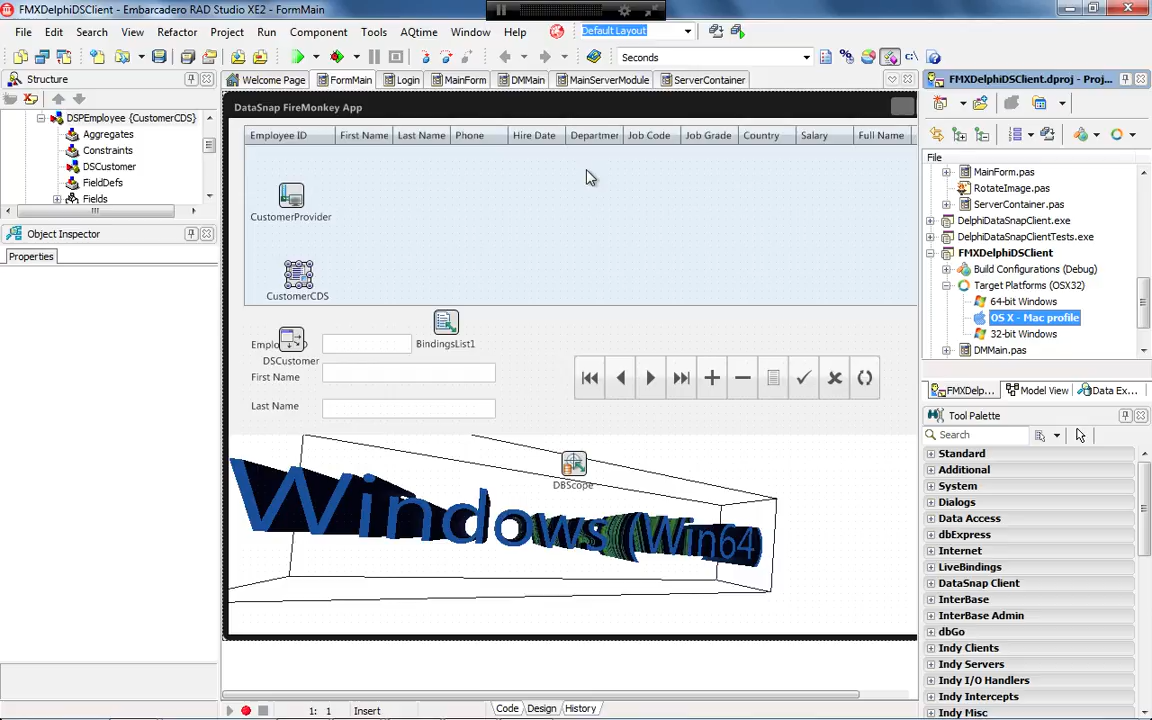 FMXDelphiDSClient - Embarcadero RAD Studio XE2 - FormMain
File Edit Search View Refactor Project Run Component Tools AQtime Window Help Default Layout
Seconds
Structure
DSPEmployee {CustomerCDS}
Aggregates
Constraints
DSCustomer
FieldDefs
Fields
Object Inspector
Properties
Welcome Page FormMain Login MainForm DMMain MainServerModule ServerContainer
DataSnap FireMonkey App
Employee ID First Name Last Name Phone Hire Date Departmer Job Code Job Grade Country Salary Full Name
CustomerProvider
CustomerCDS
BindingsList1
DSCustomer
First Name
Last Name
DBScope
Windows (Win64
1: 1 Insert Code Design History
FMXDelphiDSClient.dproj - Proj...
File
MainForm.pas
RotateImage.pas
ServerContainer.pas
DelphiDataSnapClient.exe
DelphiDataSnapClientTests.exe
FMXDelphiDSClient
Build Configurations (Debug)
Target Platforms (OSX32)
64-bit Windows
OS X - Mac profile
32-bit Windows
DMMain.pas
FMXDelp... Model View Data Ex...
Tool Palette
Search
Standard
Additional
System
Dialogs
Data Access
dbExpress
Internet
LiveBindings
DataSnap Client
InterBase
InterBase Admin
dbGo
Indy Clients
Indy Servers
Indy I/O Handlers
Indy Intercepts
Indy Misc